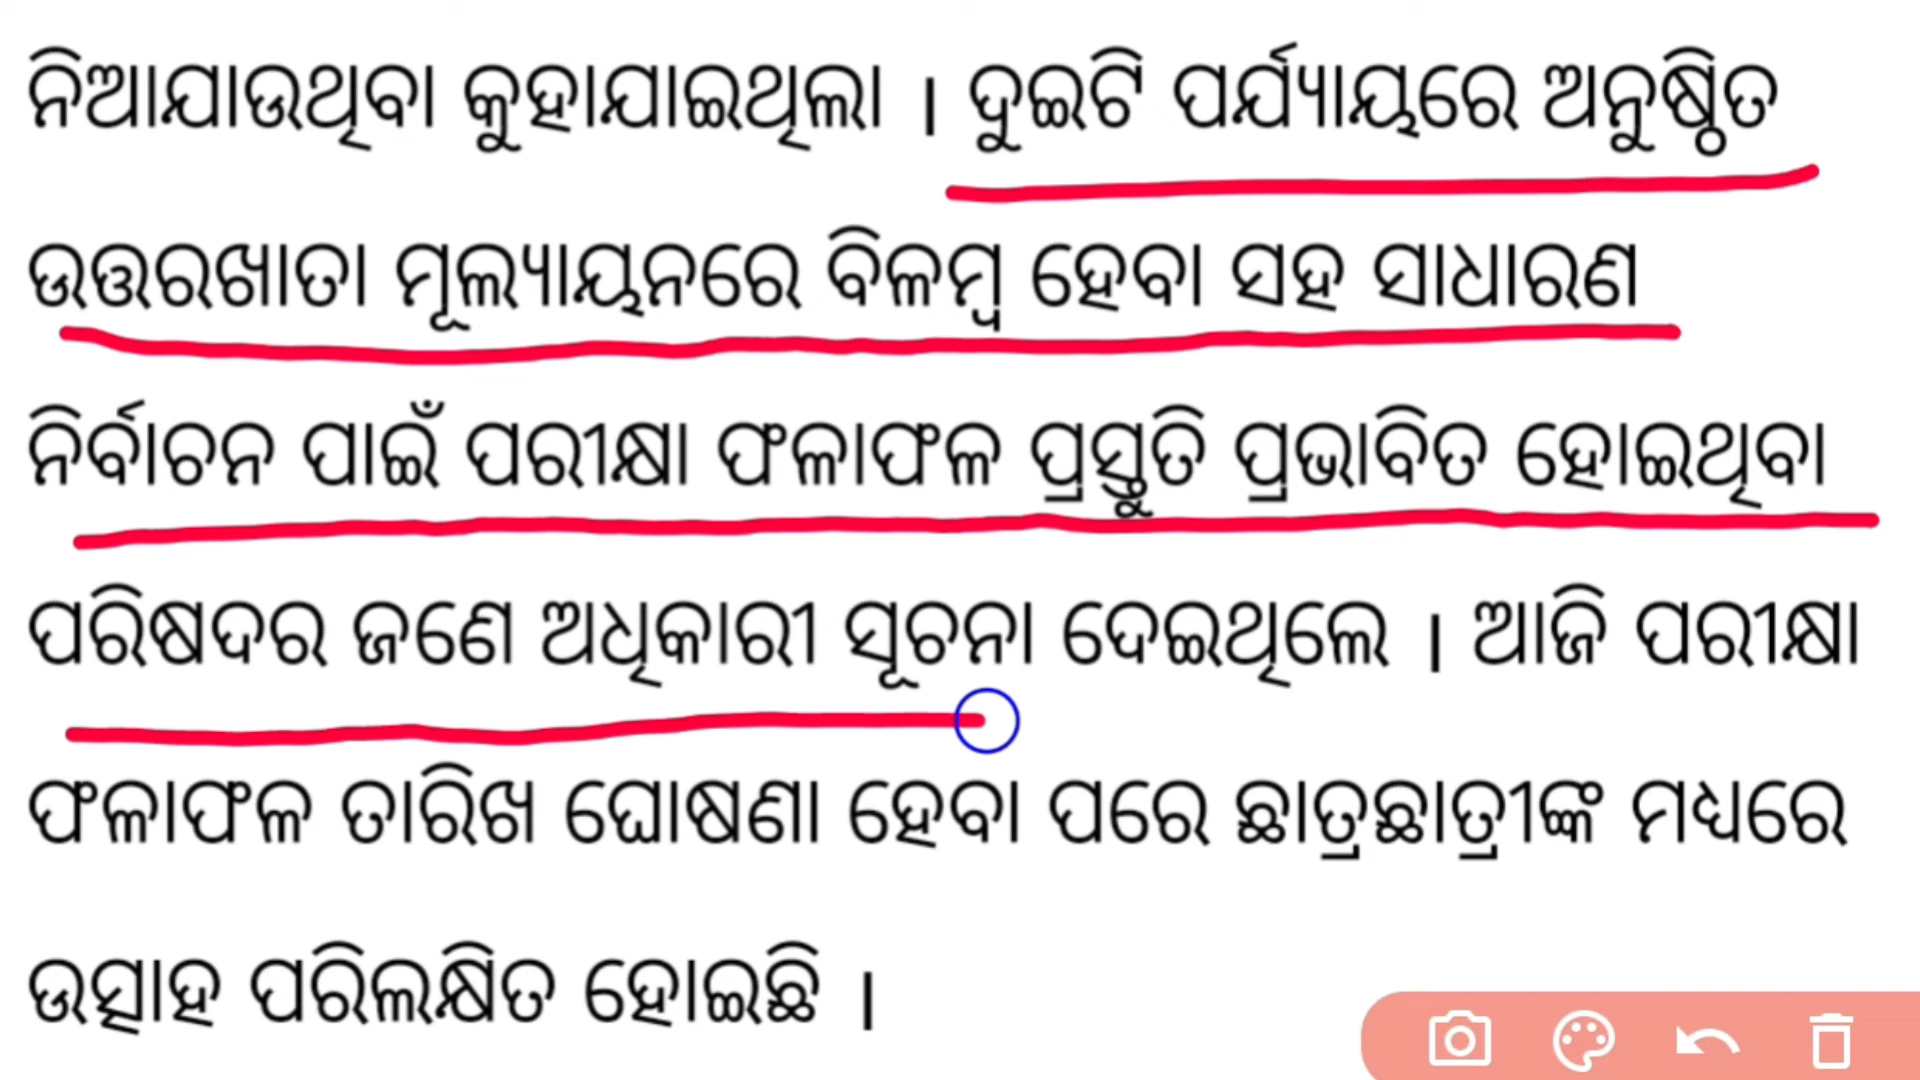 ନିଆଯାଉଥିବା କୁହାଯାଇଥିଲା । ଦୁଇଟି ପର୍ଯ୍ୟାୟରେ ଅନୁଷ୍ଠିତ
ଉତ୍ତରଖାତା ମୂଲ୍ୟାୟନରେ ବିଳମ୍ବ ହେବା ସହ ସାଧାରଣ
ନିର୍ବାଚନ ପାଇଁ ପରୀକ୍ଷା ଫଳାଫଳ ପ୍ରସ୍ତୁତି ପ୍ରଭାବିତ ହୋଇଥିବା
ପରିଷଦର ଜଣେ ଅଧିକାରୀ ସୂଚନା ଦେଇଥିଲେ । ଆଜି ପରୀକ୍ଷା
ଫଳାଫଳ ତାରିଖ ଘୋଷଣା ହେବା ପରେ ଛାତ୍ରଛାତ୍ରୀଙ୍କ ମଧ୍ୟରେ
ଉତ୍ସାହ ପରିଲକ୍ଷିତ ହୋଇଛି ।